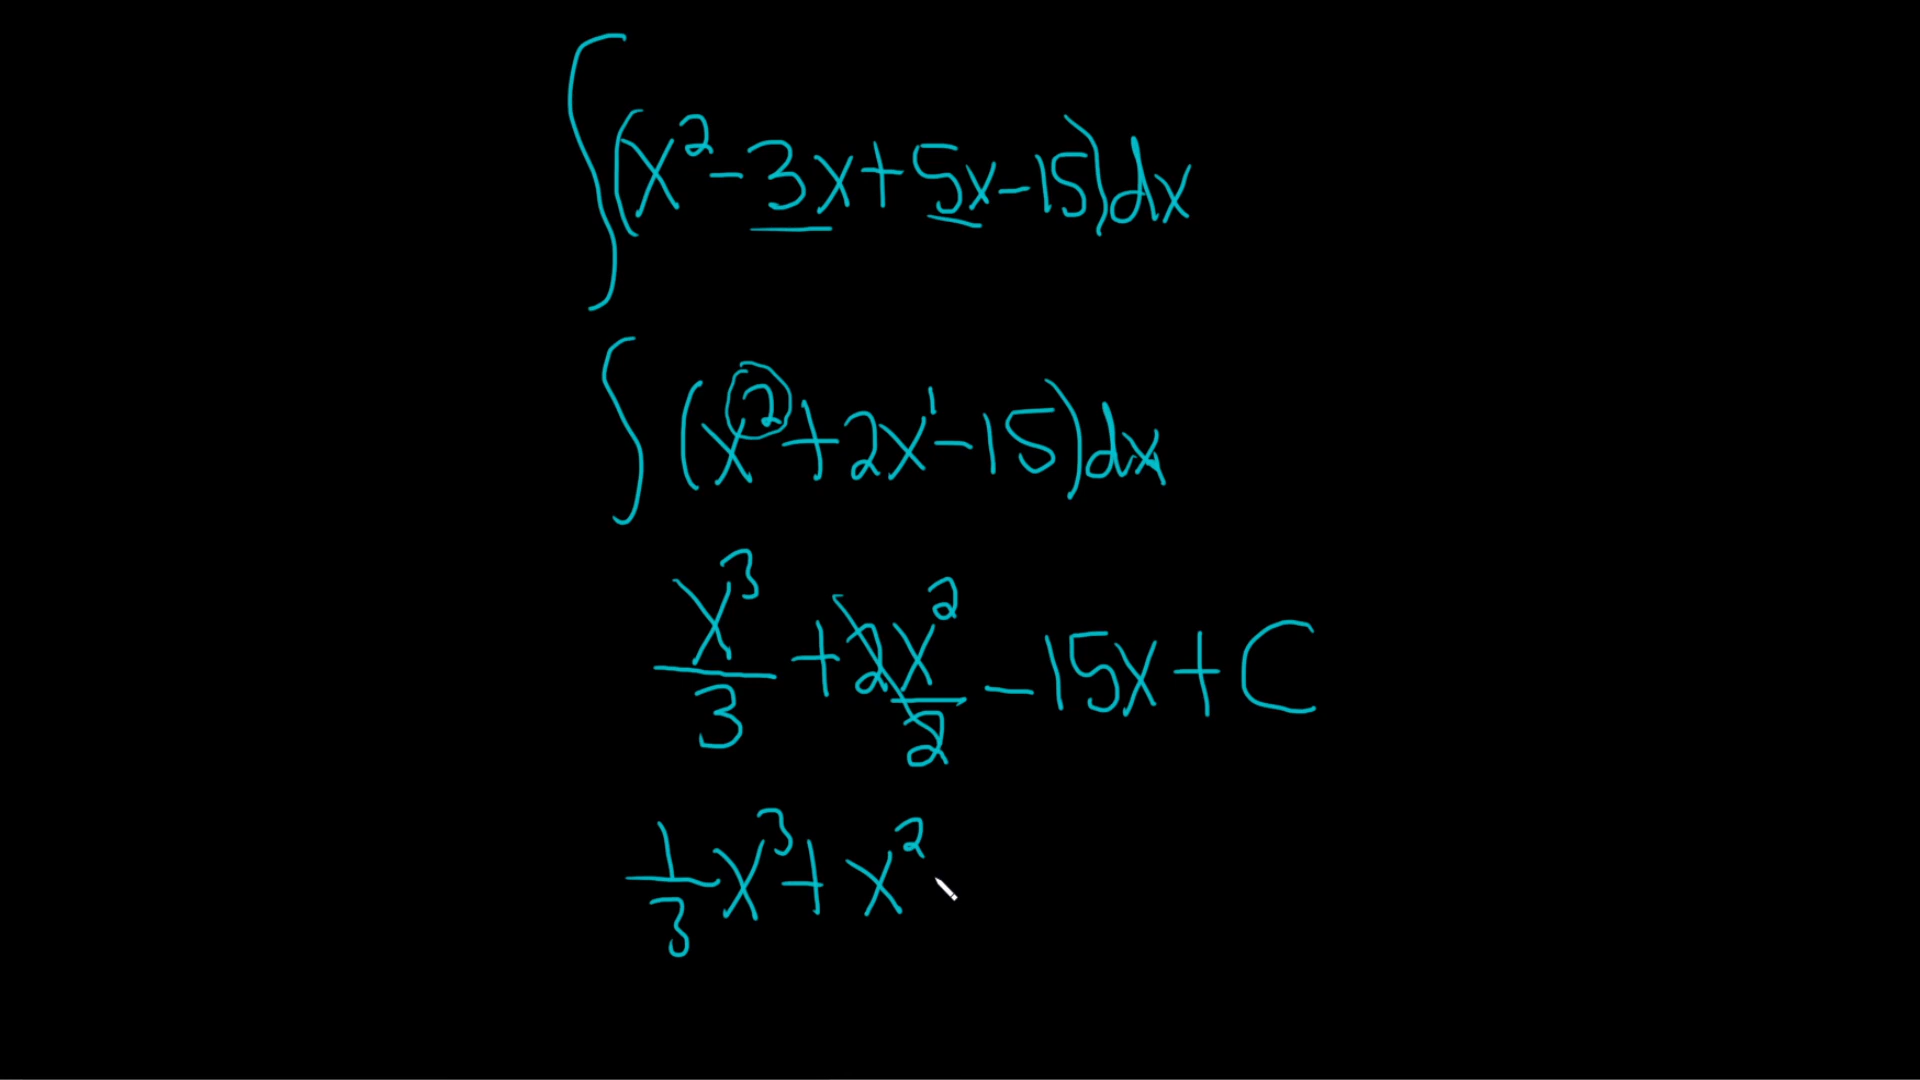 ∫(x²-3x+5x-15)dx
∫(x²+2x¹-15)dx
x³/3+2x²/2-15x+C
1/3x³+x²